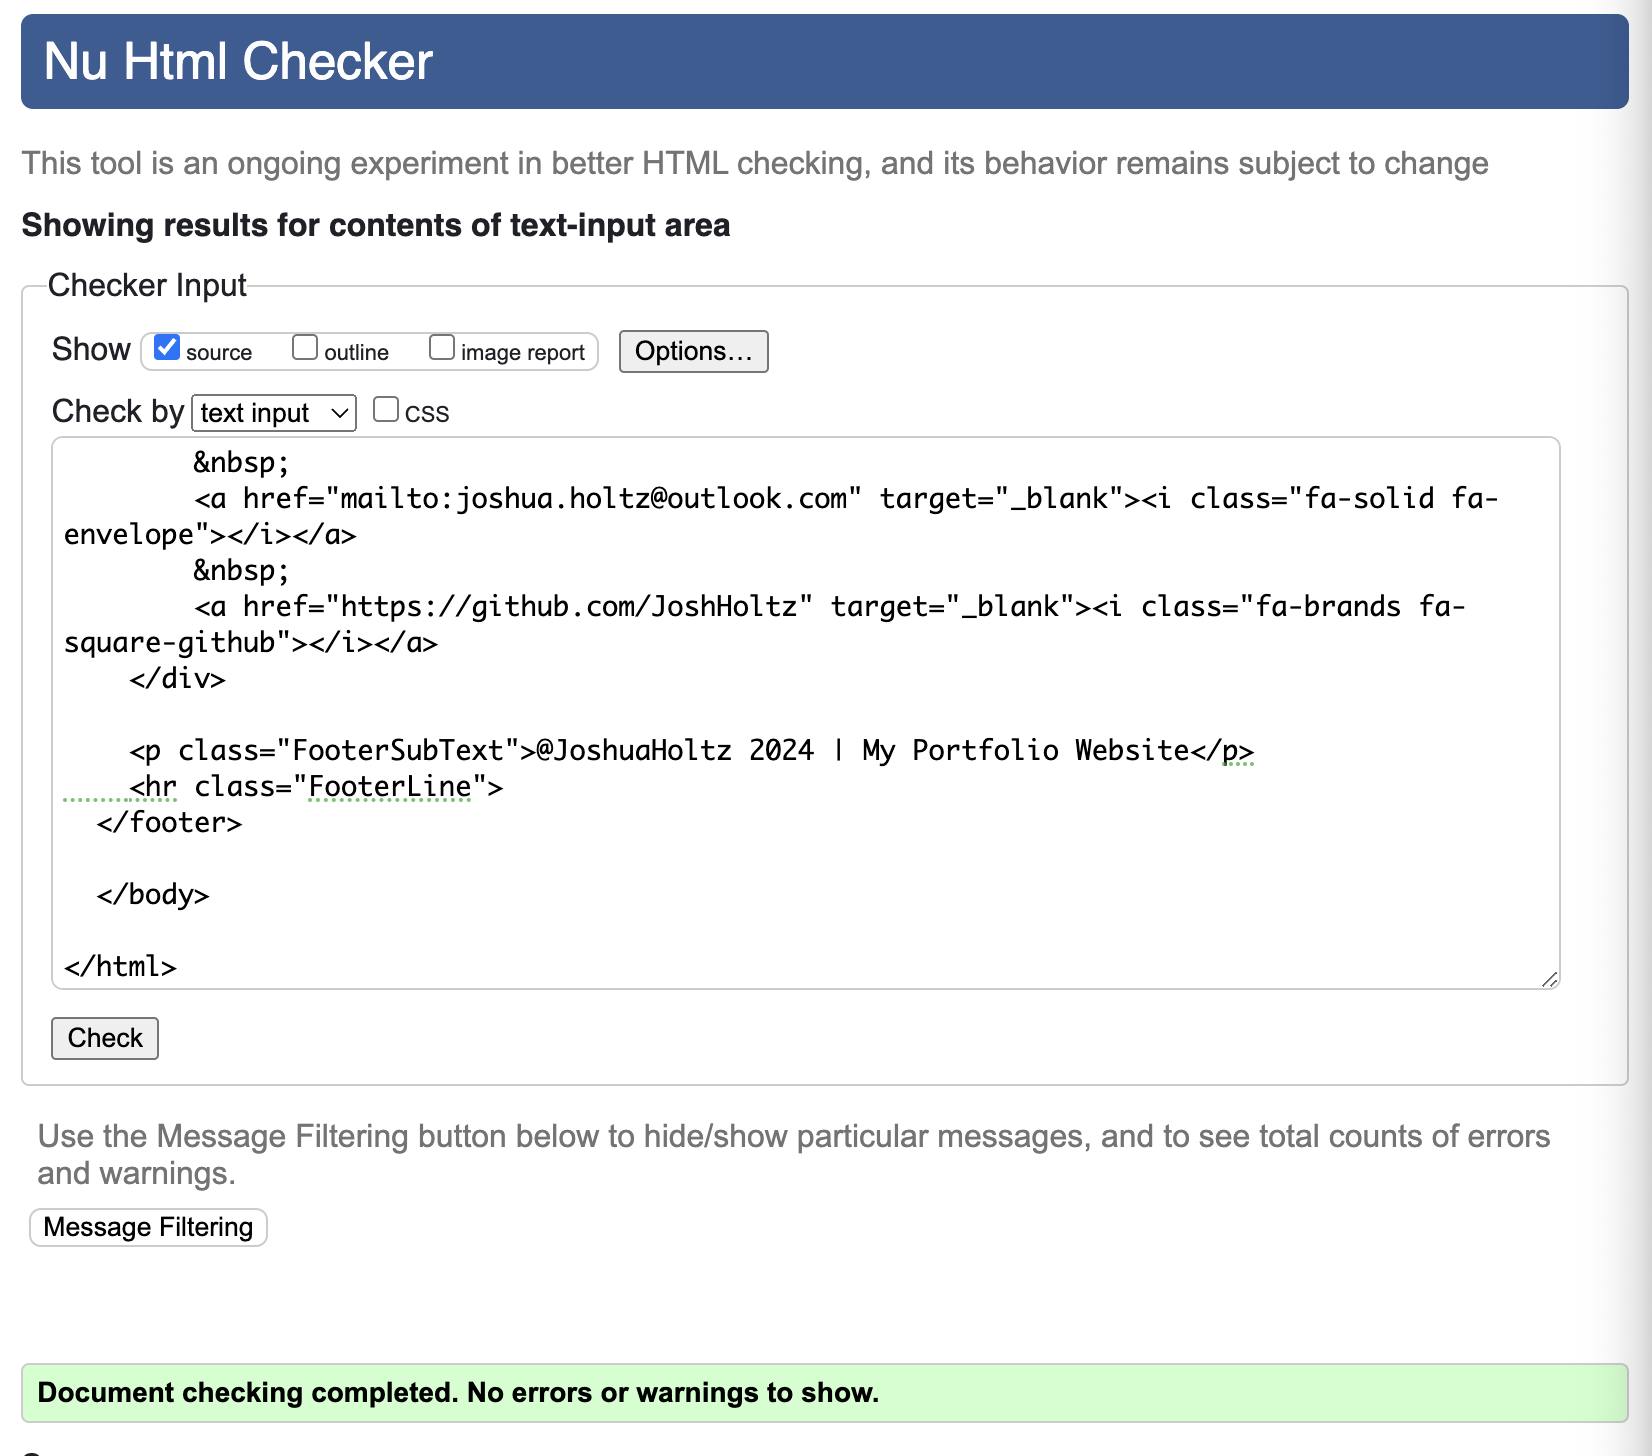 Nu Html Checker
This tool is an ongoing experiment in better HTML checking, and its behavior remains subject to change
Showing results for contents of text-input area
Checker Input
Show source outline image report Options...
Check by text input CSS
&nbsp;
<a href="mailto:joshua.holtz@outlook.com" target="_blank"><i class="fa-solid fa-
envelope"></i></a>
&nbsp;
<a href="https://github.com/JoshHoltz" target="_blank"><i class="fa-brands fa-
square-github"></i></a>
</div>
<p class="FooterSubText">@JoshuaHoltz 2024 | My Portfolio Website</p>
<hr class="FooterLine">
</footer>
</body>
</html>
Check
Use the Message Filtering button below to hide/show particular messages, and to see total counts of errors
and warnings.
Message Filtering
Document checking completed. No errors or warnings to show.